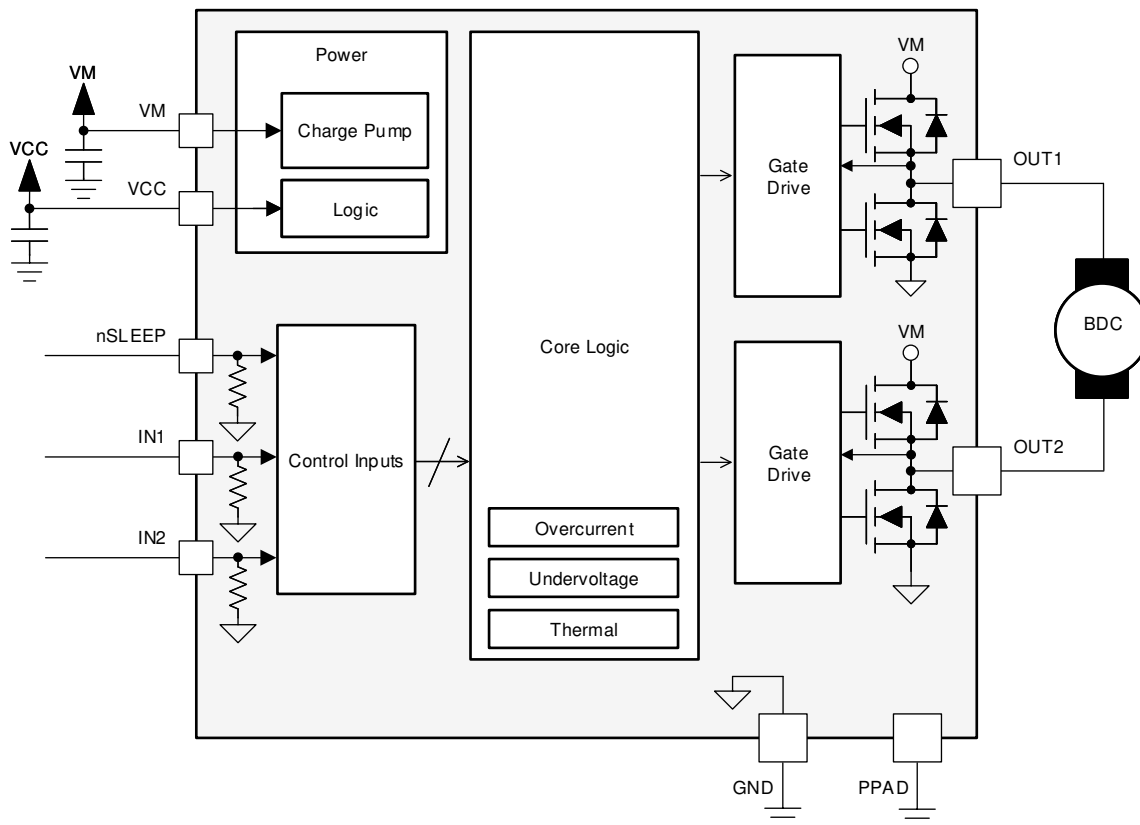 Power
VM
VM
Charge Pump
VCC
VCC
Logic
nSLEEP
IN1
IN2
Control Inputs
Core Logic
Overcurrent
Undervoltage
Thermal
VM
Gate
Drive
OUT1
BDC
VM
Gate
Drive
OUT2
GND
PPAD